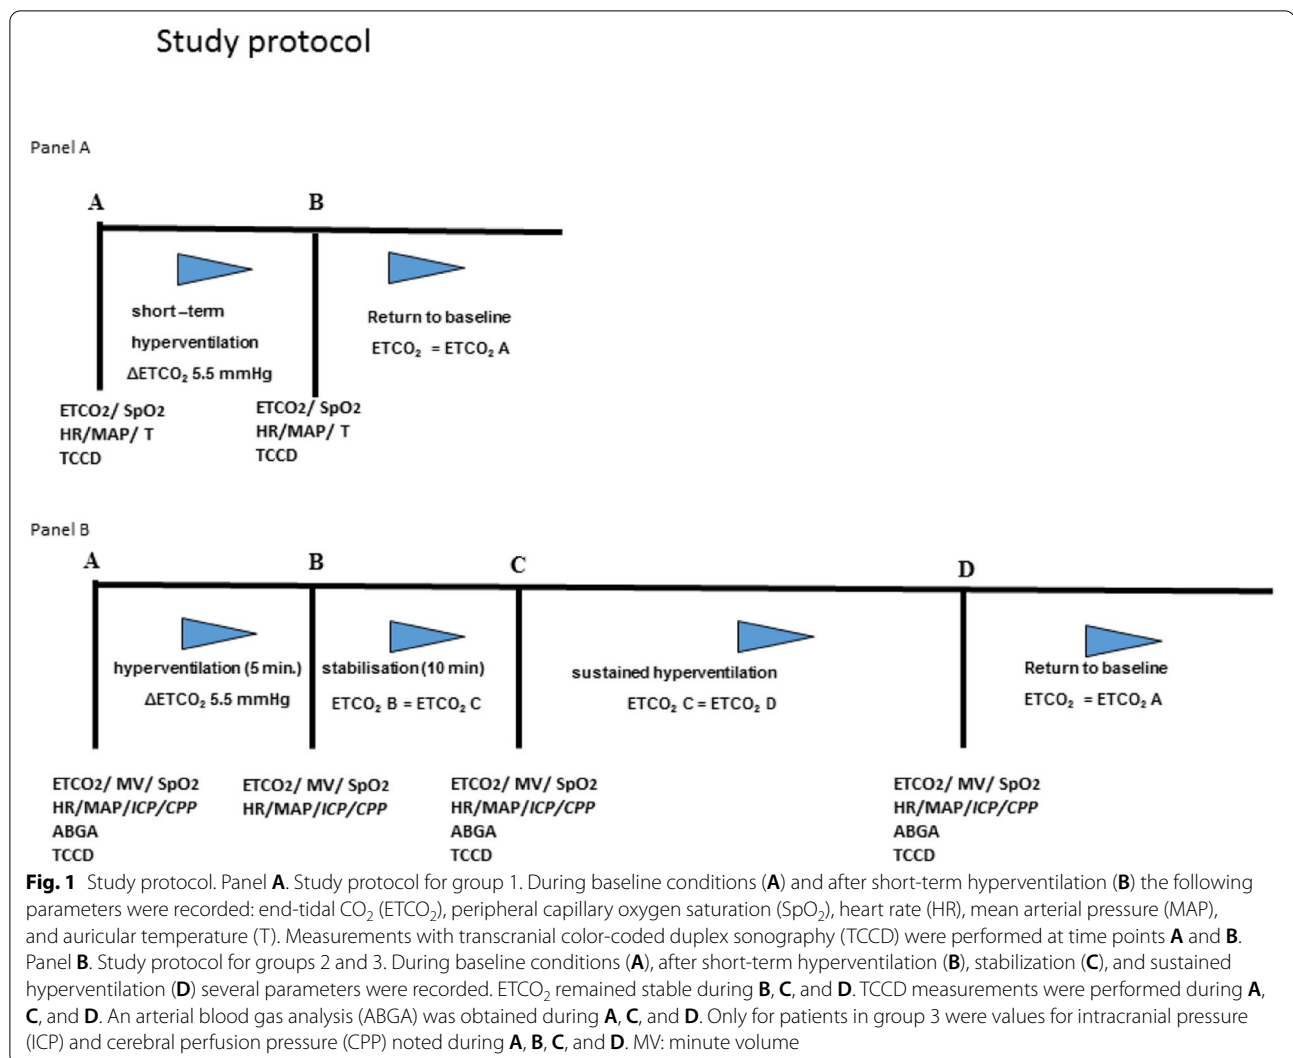 Study protocol
Panel A
A B
short–term
hyperventilation
ΔETCO₂ 5.5 mmHg
Return to baseline
ETCO₂ = ETCO₂ A
ETCO2/ SpO2
HR/MAP/ T
TCCD
ETCO2/ SpO2
HR/MAP/ T
TCCD
Panel B
A B C D
hyperventilation (5 min.)
ΔETCO₂ 5.5 mmHg
stabilisation (10 min)
ETCO₂ B = ETCO₂ C
sustained hyperventilation
ETCO₂ C = ETCO₂ D
Return to baseline
ETCO₂ = ETCO₂ A
ETCO2/ MV/ SpO2
HR/MAP/ICP/CPP
ABGA
TCCD
ETCO2/ MV/ SpO2
HR/MAP/ICP/CPP
ETCO2/ MV/ SpO2
HR/MAP/ICP/CPP
ABGA
TCCD
ETCO2/ MV/ SpO2
HR/MAP/ICP/CPP
ABGA
TCCD
Fig. 1 Study protocol. Panel A. Study protocol for group 1. During baseline conditions (A) and after short-term hyperventilation (B) the following
parameters were recorded: end-tidal CO₂ (ETCO₂), peripheral capillary oxygen saturation (SpO₂), heart rate (HR), mean arterial pressure (MAP),
and auricular temperature (T). Measurements with transcranial color-coded duplex sonography (TCCD) were performed at time points A and B.
Panel B. Study protocol for groups 2 and 3. During baseline conditions (A), after short-term hyperventilation (B), stabilization (C), and sustained
hyperventilation (D) several parameters were recorded. ETCO₂ remained stable during B, C, and D. TCCD measurements were performed during A,
C, and D. An arterial blood gas analysis (ABGA) was obtained during A, C, and D. Only for patients in group 3 were values for intracranial pressure
(ICP) and cerebral perfusion pressure (CPP) noted during A, B, C, and D. MV: minute volume